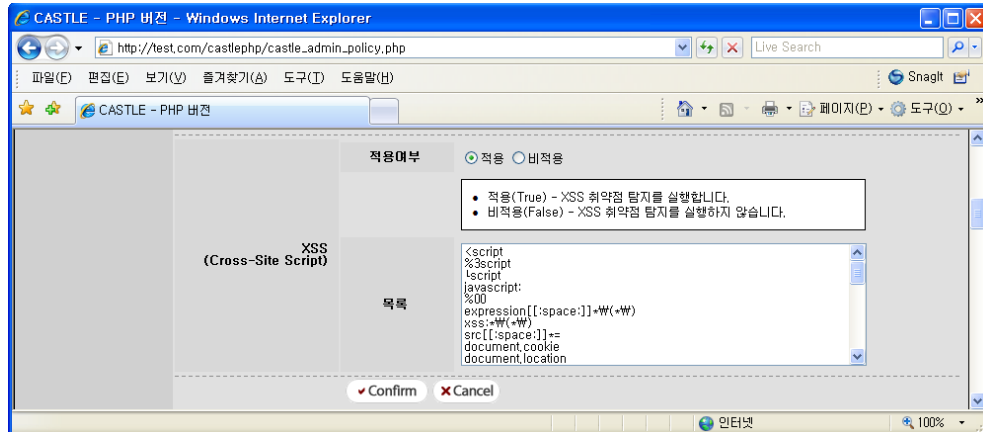 CASTLE - PHP 버전 - Windows Internet Explorer
http://test.com/castlephp/castle_admin_policy.php
Live Search
파일(F) 편집(E) 보기(V) 즐겨찾기(A) 도구(T) 도움말(H)
SnagIt
CASTLE - PHP 버전
페이지(P)
도구(O)
적용여부
적용 비적용
적용(True) - XSS 취약점 탐지를 실행합니다.
비적용(False) - XSS 취약점 탐지를 실행하지 않습니다.
XSS
(Cross-Site Script)
목록
<script
%3script
└script
javascript:
%00
expression[[:space:]]*₩(*₩)
xss:*₩(*₩)
src[[:space:]]*=
document.cookie
document.location
Confirm Cancel
인터넷
100%